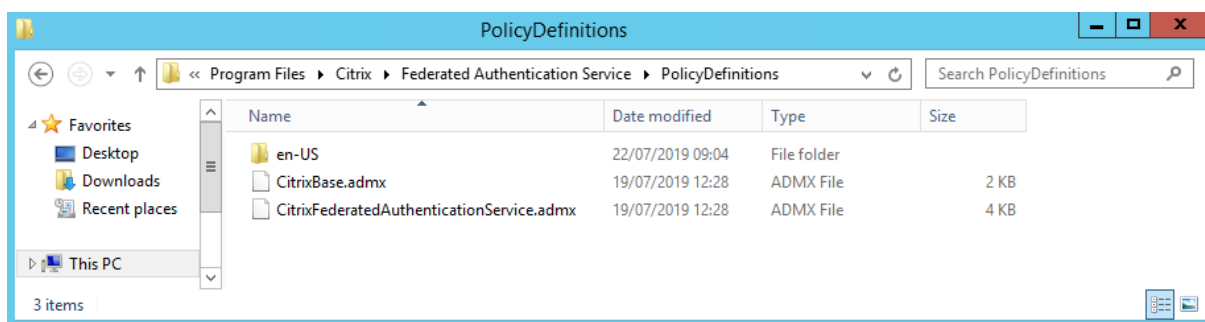 PolicyDefinitions
« Program Files Citrix Federated Authentication Service PolicyDefinitions Search PolicyDefinitions
Favorites Name Date modified Type Size
Desktop en-US 22/07/2019 09:04 File folder
Downloads CitrixBase.admx 19/07/2019 12:28 ADMX File 2 KB
Recent places CitrixFederatedAuthenticationService.admx 19/07/2019 12:28 ADMX File 4 KB
This PC
3 items